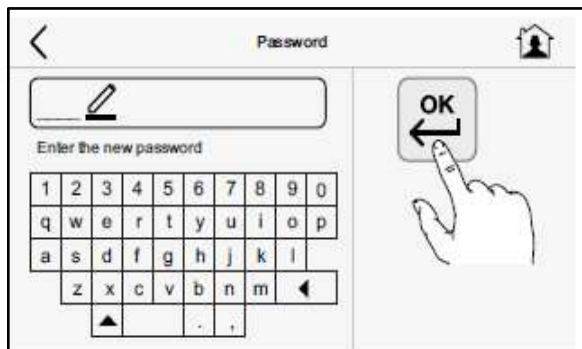 Password
OK
Enter the new password
1 2 3 4 5 6 7 8 9 0
q w e r t y u i o p
a s d f g h j k l
z x c v b n m
. ,